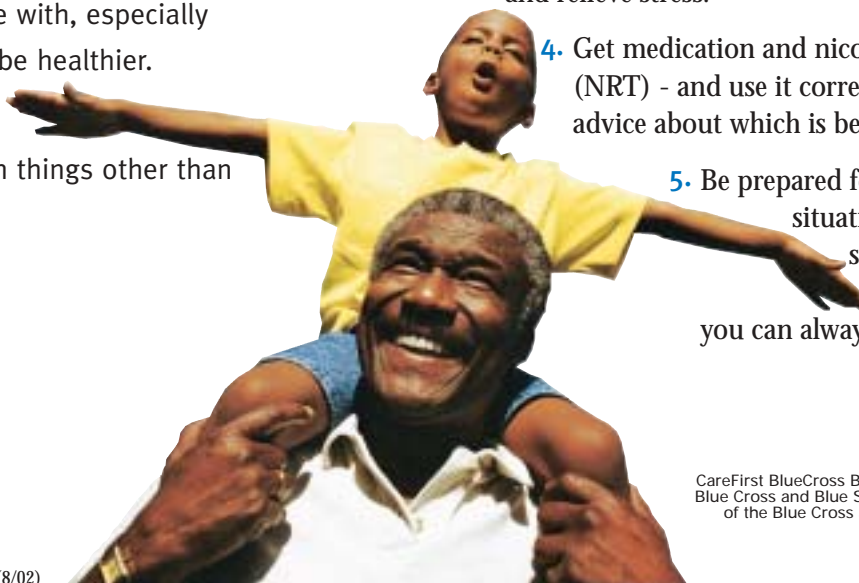 e with, especially
be healthier.
n things other than
and relieve stress.
4. Get medication and nico
(NRT) - and use it corre
advice about which is be
5. Be prepared f
situati
s
you can alway
CareFirst BlueCross B
Blue Cross and Blue S
of the Blue Cross
(8/02)